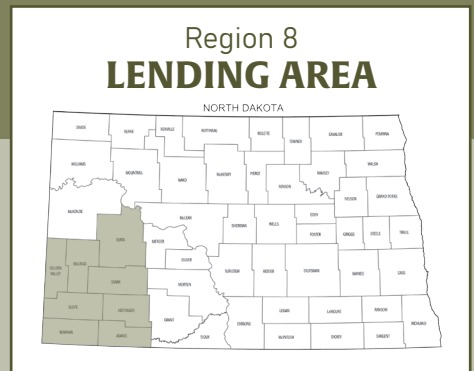 Region 8
LENDING AREA
NORTH DAKOTA
DIVIDE
BURKE
RENVILLE
BOTTINEAU
ROLETTE
TOWNER
CAVALIER
PEMBINA
WILLIAMS
MOUNTRAIL
WARD
McHENRY
PIERCE
BENSON
RAMSEY
WALSH
NELSON
GRAND FORKS
McKENZIE
McLEAN
SHERIDAN
WELLS
EDDY
FOSTER
GRIGGS
STEELE
TRAILL
DUNN
MERCER
OLIVER
GOLDEN
VALLEY
BILLINGS
STARK
MORTON
BURLEIGH
KIDDER
STUTSMAN
BARNES
CASS
SLOPE
HETTINGER
GRANT
EMMONS
LOGAN
LaMOURE
RANSOM
RICHLAND
BOWMAN
ADAMS
SIOUX
McINTOSH
DICKEY
SARGENT